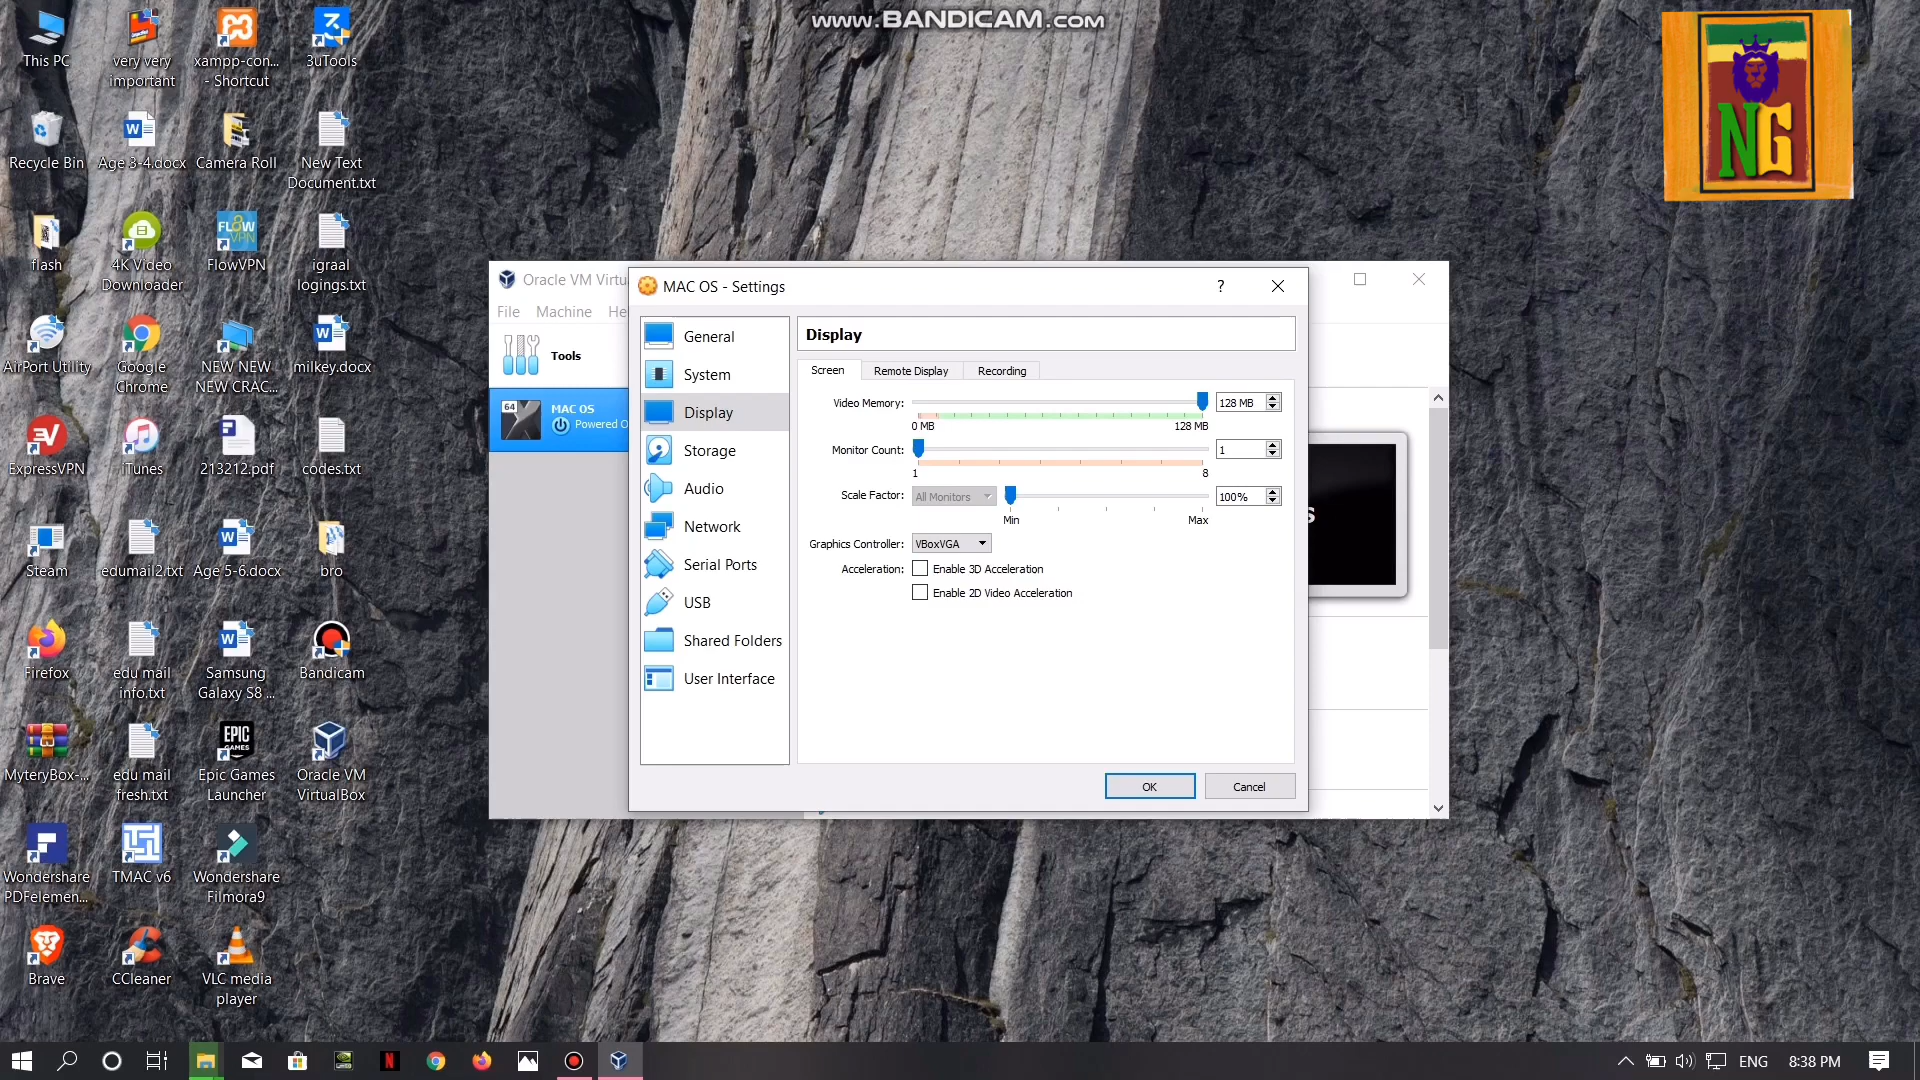 www.BANDICAM.com
NG
This PC
very very
important
xampp-con...
- Shortcut
3uTools
Recycle Bin
Age 3-4.docx
Camera Roll
New Text
Document.txt
flash
4K Video
Downloader
FLOW
VPN
FlowVPN
igraal
logings.txt
AirPort Utility
Google
Chrome
NEW NEW
NEW CRAC...
milkey.docx
ExpressVPN
iTunes
213212.pdf
codes.txt
Steam
edumail2.txt
Age 5-6.docx
bro
Firefox
edu mail
info.txt
Samsung
Galaxy S8 ...
Bandicam
MyteryBox-...
edu mail
fresh.txt
EPIC
GAMES
Epic Games
Launcher
Oracle VM
VirtualBox
Wondershare
PDFelemen...
TMAC v6
Wondershare
Filmora9
Brave
CCleaner
VLC media
player
Oracle VM Virtu
File Machine He
Tools
64
MAC OS
Powered O
s
MAC OS - Settings
?
General
System
Display
Storage
Audio
Network
Serial Ports
USB
Shared Folders
User Interface
Display
Screen Remote Display Recording
Video Memory: 128 MB
0 MB 128 MB
Monitor Count: 1
1 8
Scale Factor: All Monitors 100%
Min Max
Graphics Controller: VBoxVGA
Acceleration: Enable 3D Acceleration
Enable 2D Video Acceleration
OK Cancel
ENG 8:38 PM